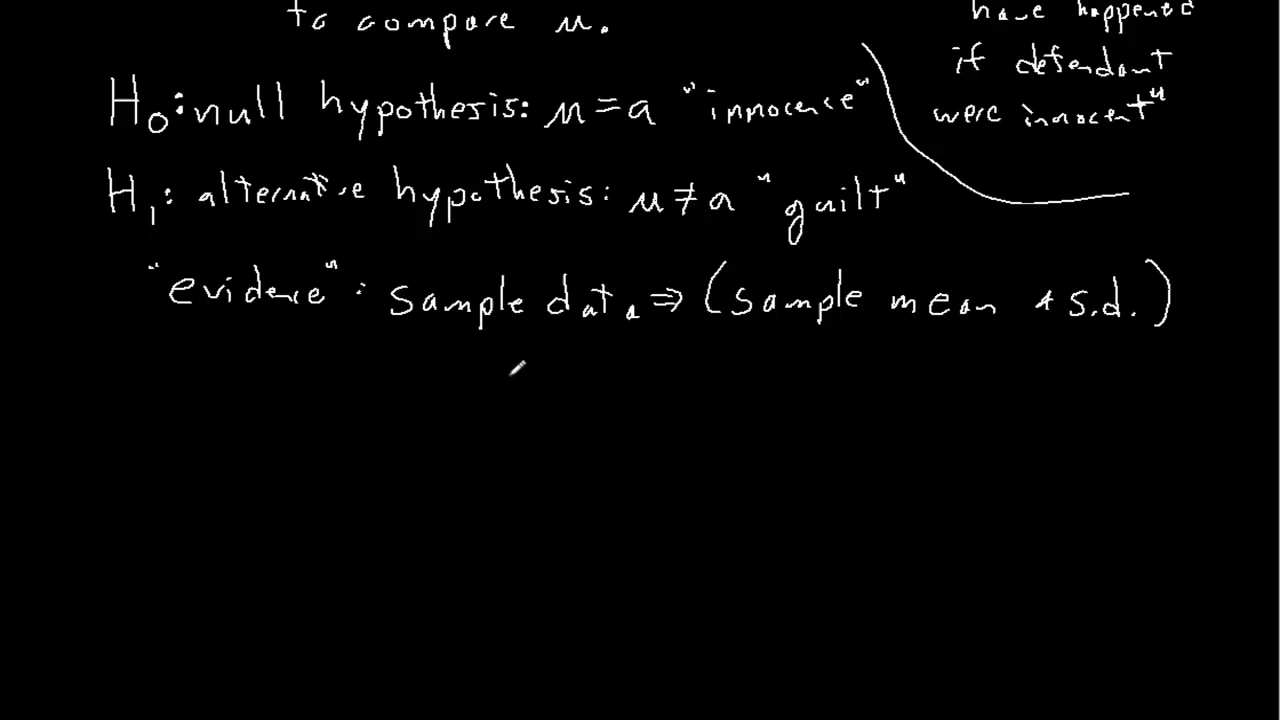 to compare μ.
H₀: null hypothesis: μ = a "innocence"
H₁: alternative hypothesis: μ ≠ a "guilt"
"evidence": sample data ⇒ (sample mean + s.d.)
have happened
if defendant
were innocent"